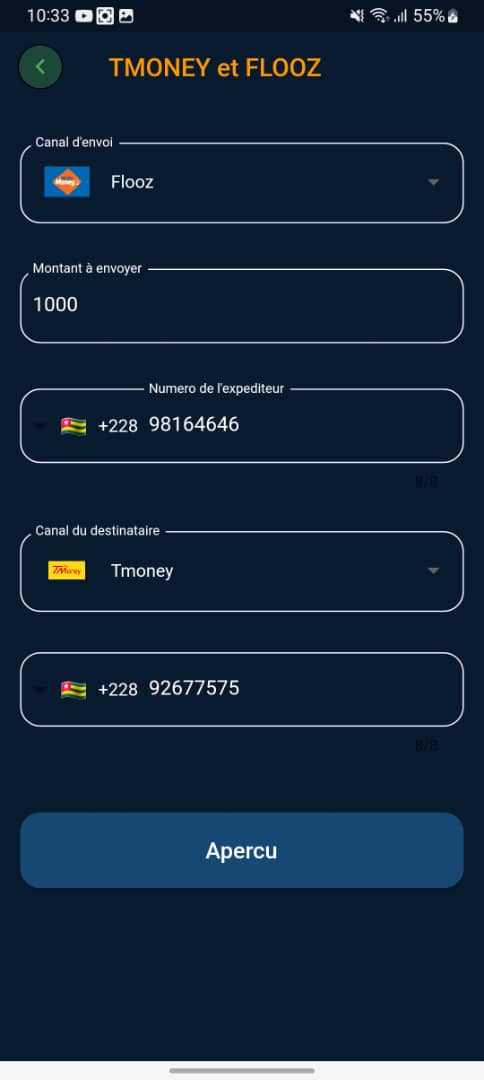 10:33 55%
TMONEY et FLOOZ
Canal d'envoi
Money
Flooz
Montant à envoyer
1000
Numero de l'expediteur
+228 98164646
8/8
Canal du destinataire
TMoney
Tmoney
+228 92677575
8/8
Apercu